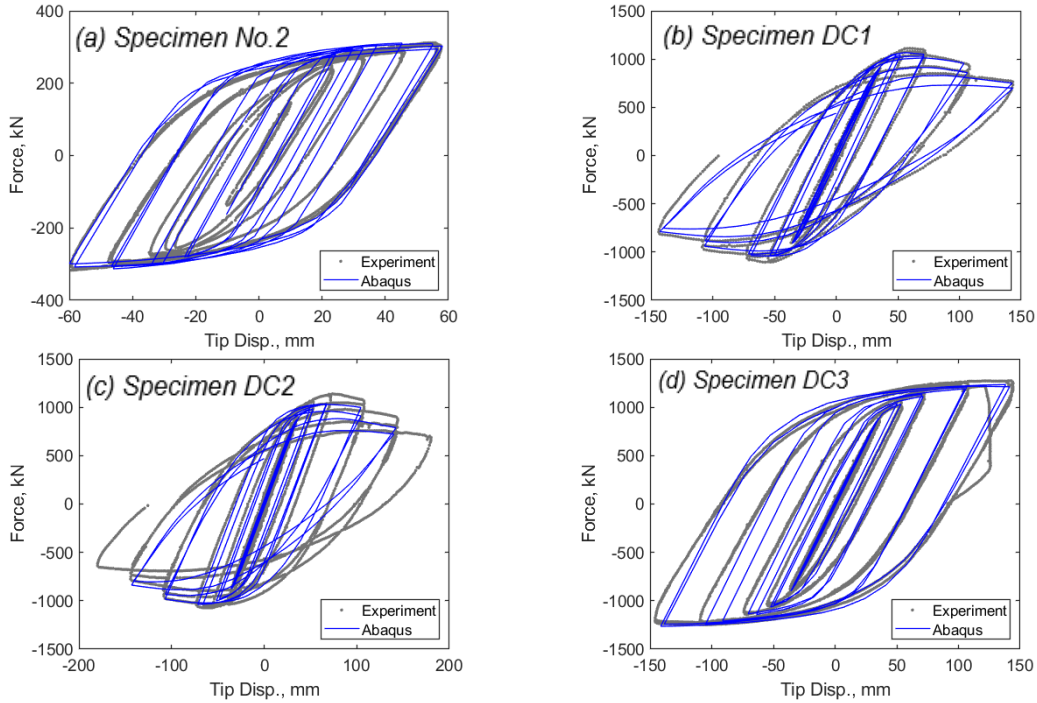 (a) Specimen No.2
400
200
0
-200
-400
-60
-40
-20
0
20
40
60
Force, kN
Tip Disp., mm
Experiment
Abaqus
(b) Specimen DC1
1500
1000
500
0
-500
-1000
-1500
-150
-100
-50
0
50
100
150
Force, kN
Tip Disp., mm
Experiment
Abaqus
(c) Specimen DC2
1500
1000
500
0
-500
-1000
-1500
-200
-100
0
100
200
Force, kN
Tip Disp., mm
Experiment
Abaqus
(d) Specimen DC3
1500
1000
500
0
-500
-1000
-1500
-150
-100
-50
0
50
100
150
Force, kN
Tip Disp., mm
Experiment
Abaqus